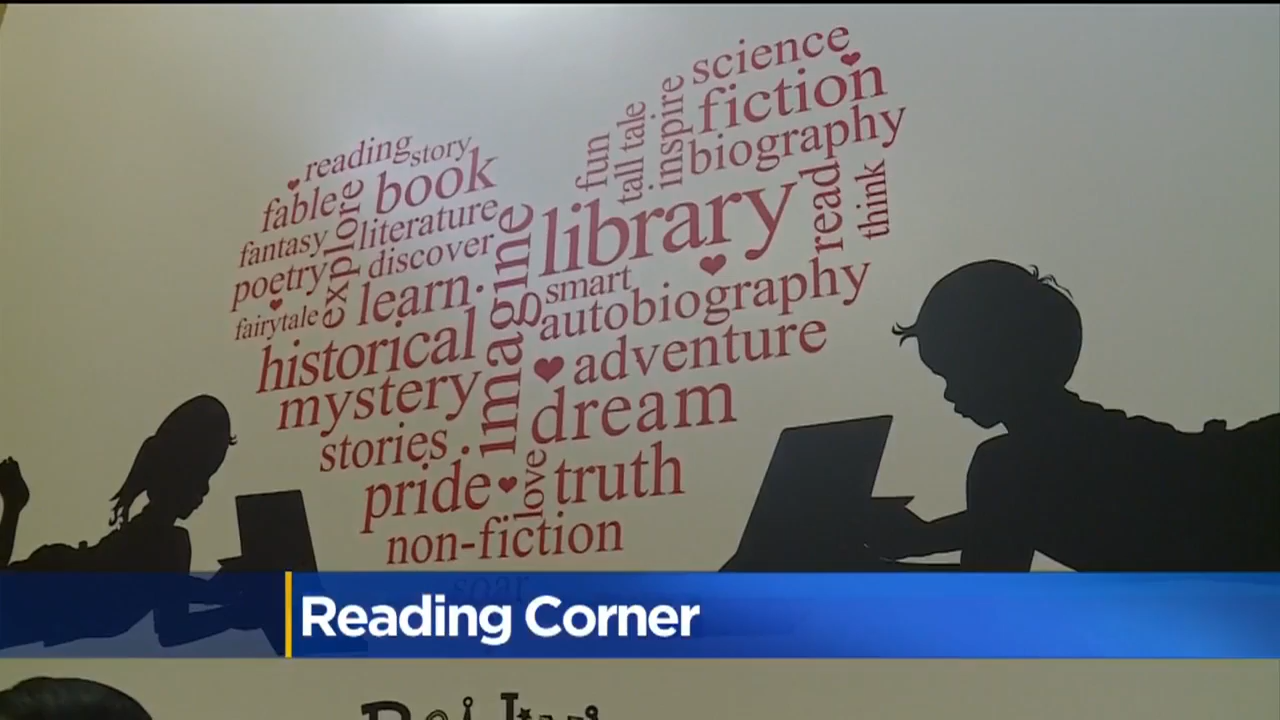 science
fiction
biography
inspire
tall tale
fun
reading
story
book
fable
explore
literature
fantasy
discover
poetry
learn
fairytale
imagine
library
read
think
smart
autobiography
historical
adventure
mystery
dream
stories
pride
love
truth
non-fiction
soar
Reading Corner